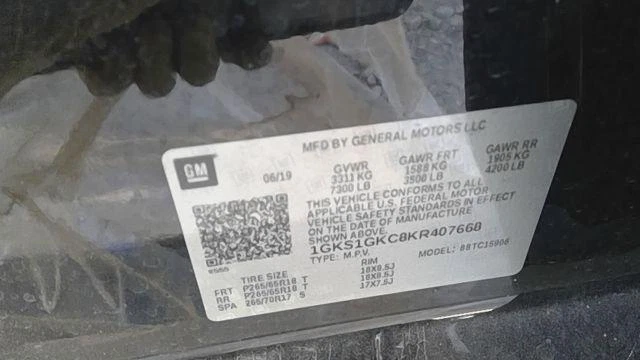 MFD BY GENERAL MOTORS LLC
GM
06/19
GVWR GAWR FRT GAWR RR
3311 KG 1588 KG 1905 KG
7300 LB 3500 LB 4200 LB
THIS VEHICLE CONFORMS TO ALL
APPLICABLE U.S. FEDERAL MOTOR
VEHICLE SAFETY STANDARDS IN EFFECT
ON THE DATE OF MANUFACTURE
SHOWN ABOVE.
1GKS1GKC8KR407668
TYPE: M.P.V. MODEL:
TIRE SIZE RIM
FRT P265/65R18 T 18X8.5J
RR P265/65R18 T 18X8.5J
SPA 265/70R17 S 17X7.5J